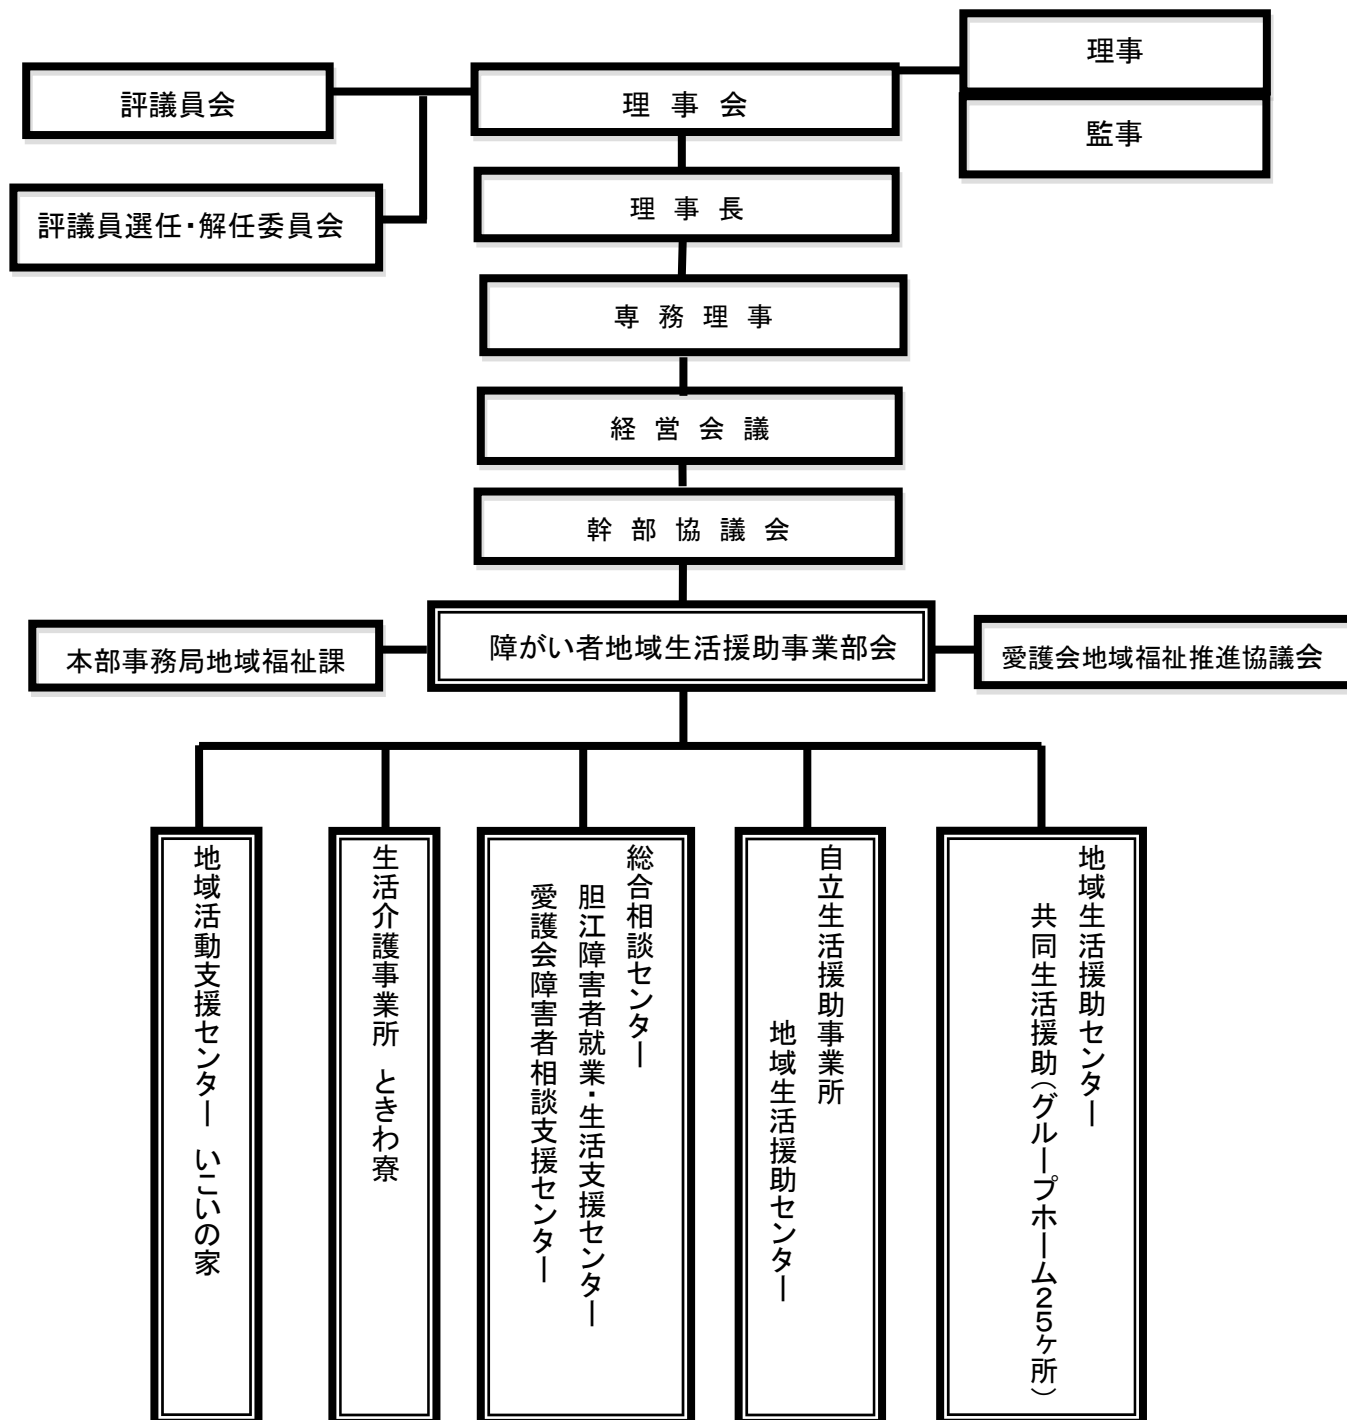 理事
評議員会
理事会
監事
理事長
評議員選任・解任委員会
専務理事
経営会議
幹部協議会
本部事務局地域福祉課
障がい者地域生活援助事業部会
愛護会地域福祉推進協議会
地域生活援助センター
共同生活援助(グループホーム25ヶ所)
自立生活援助事業所
地域生活援助センター
総合相談センター
胆江障害者就業・生活支援センター
愛護会障害者相談支援センター
生活介護事業所 ときわ寮
地域活動支援センター いこいの家